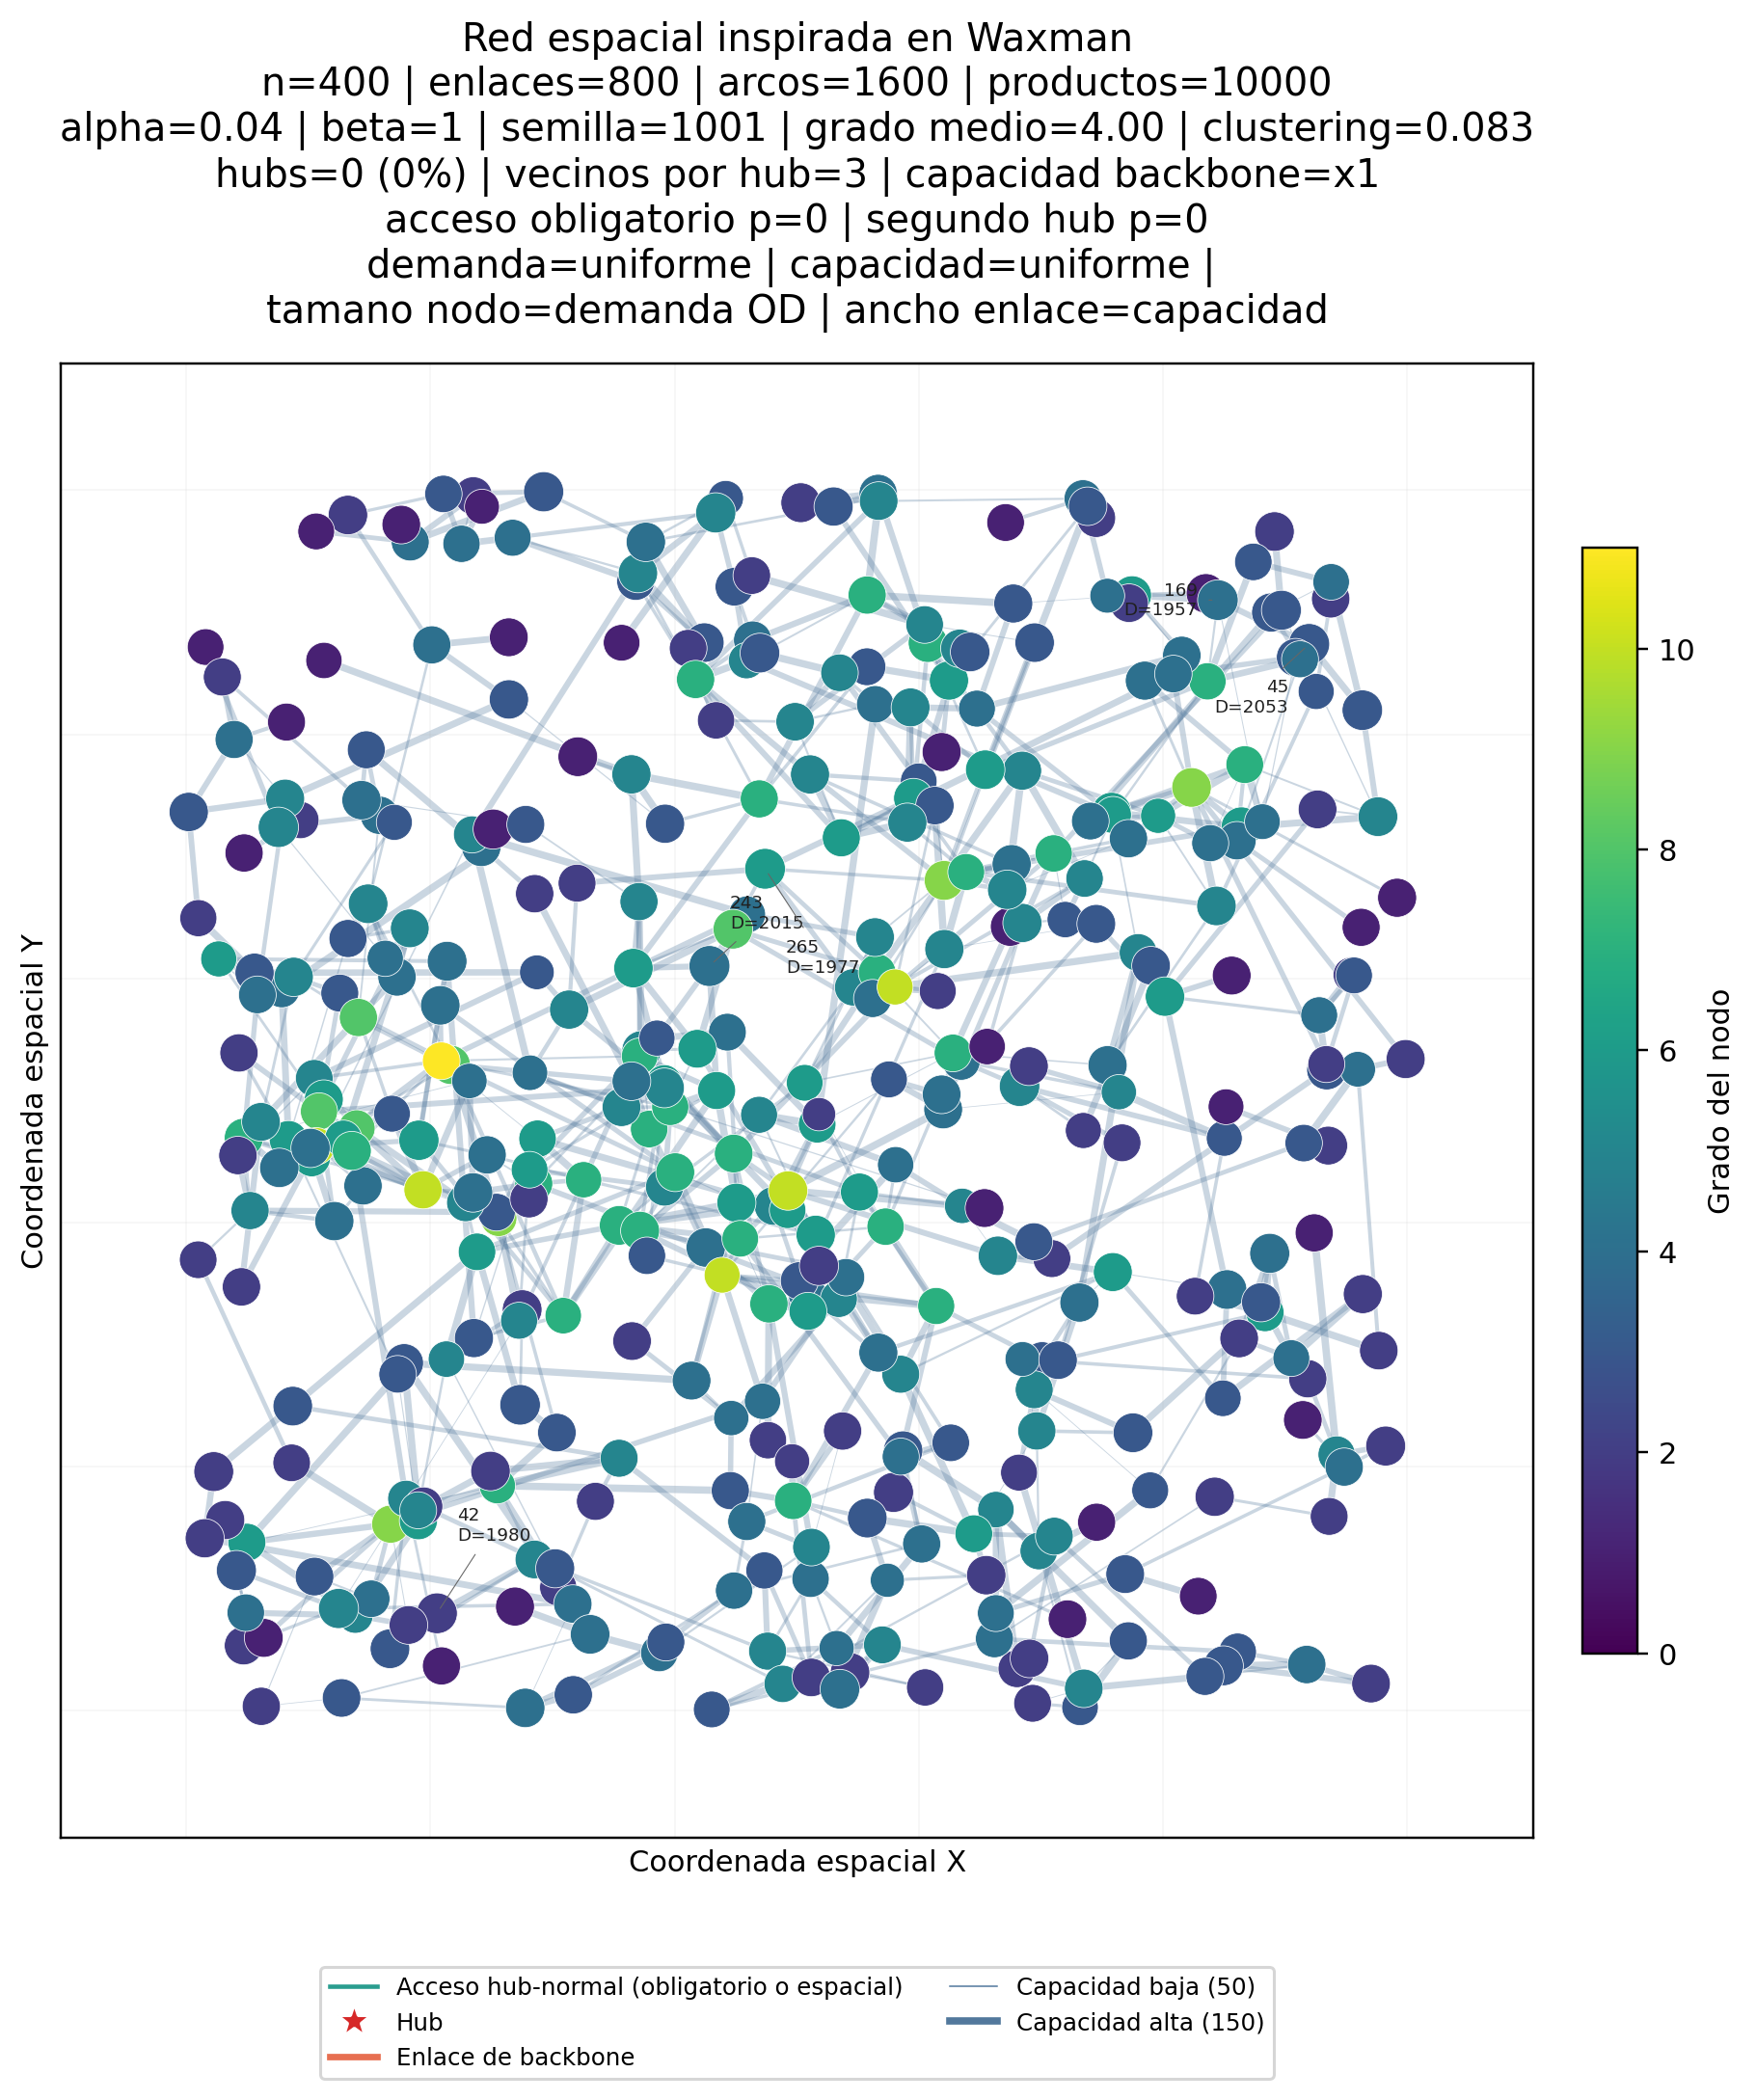 Red espacial inspirada en Waxman
n=400 | enlaces=800 | arcos=1600 | productos=10000
alpha=0.04 | beta=1 | semilla=1001 | grado medio=4.00 | clustering=0.083
hubs=0 (0%) | vecinos por hub=3 | capacidad backbone=x1
acceso obligatorio p=0 | segundo hub p=0
demanda=uniforme | capacidad=uniforme |
tamano nodo=demanda OD | ancho enlace=capacidad
169
D=1957
45
D=2053
243
D=2015
265
D=1977
42
D=1980
Coordenada espacial Y
Coordenada espacial X
10
8
6
4
2
0
Grado del nodo
Acceso hub-normal (obligatorio o espacial)
Hub
Enlace de backbone
Capacidad baja (50)
Capacidad alta (150)